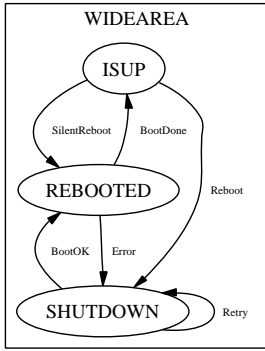 WIDEAREA
ISUP
SilentReboot
BootDone
REBOOTED
Reboot
BootOK
Error
SHUTDOWN
Retry